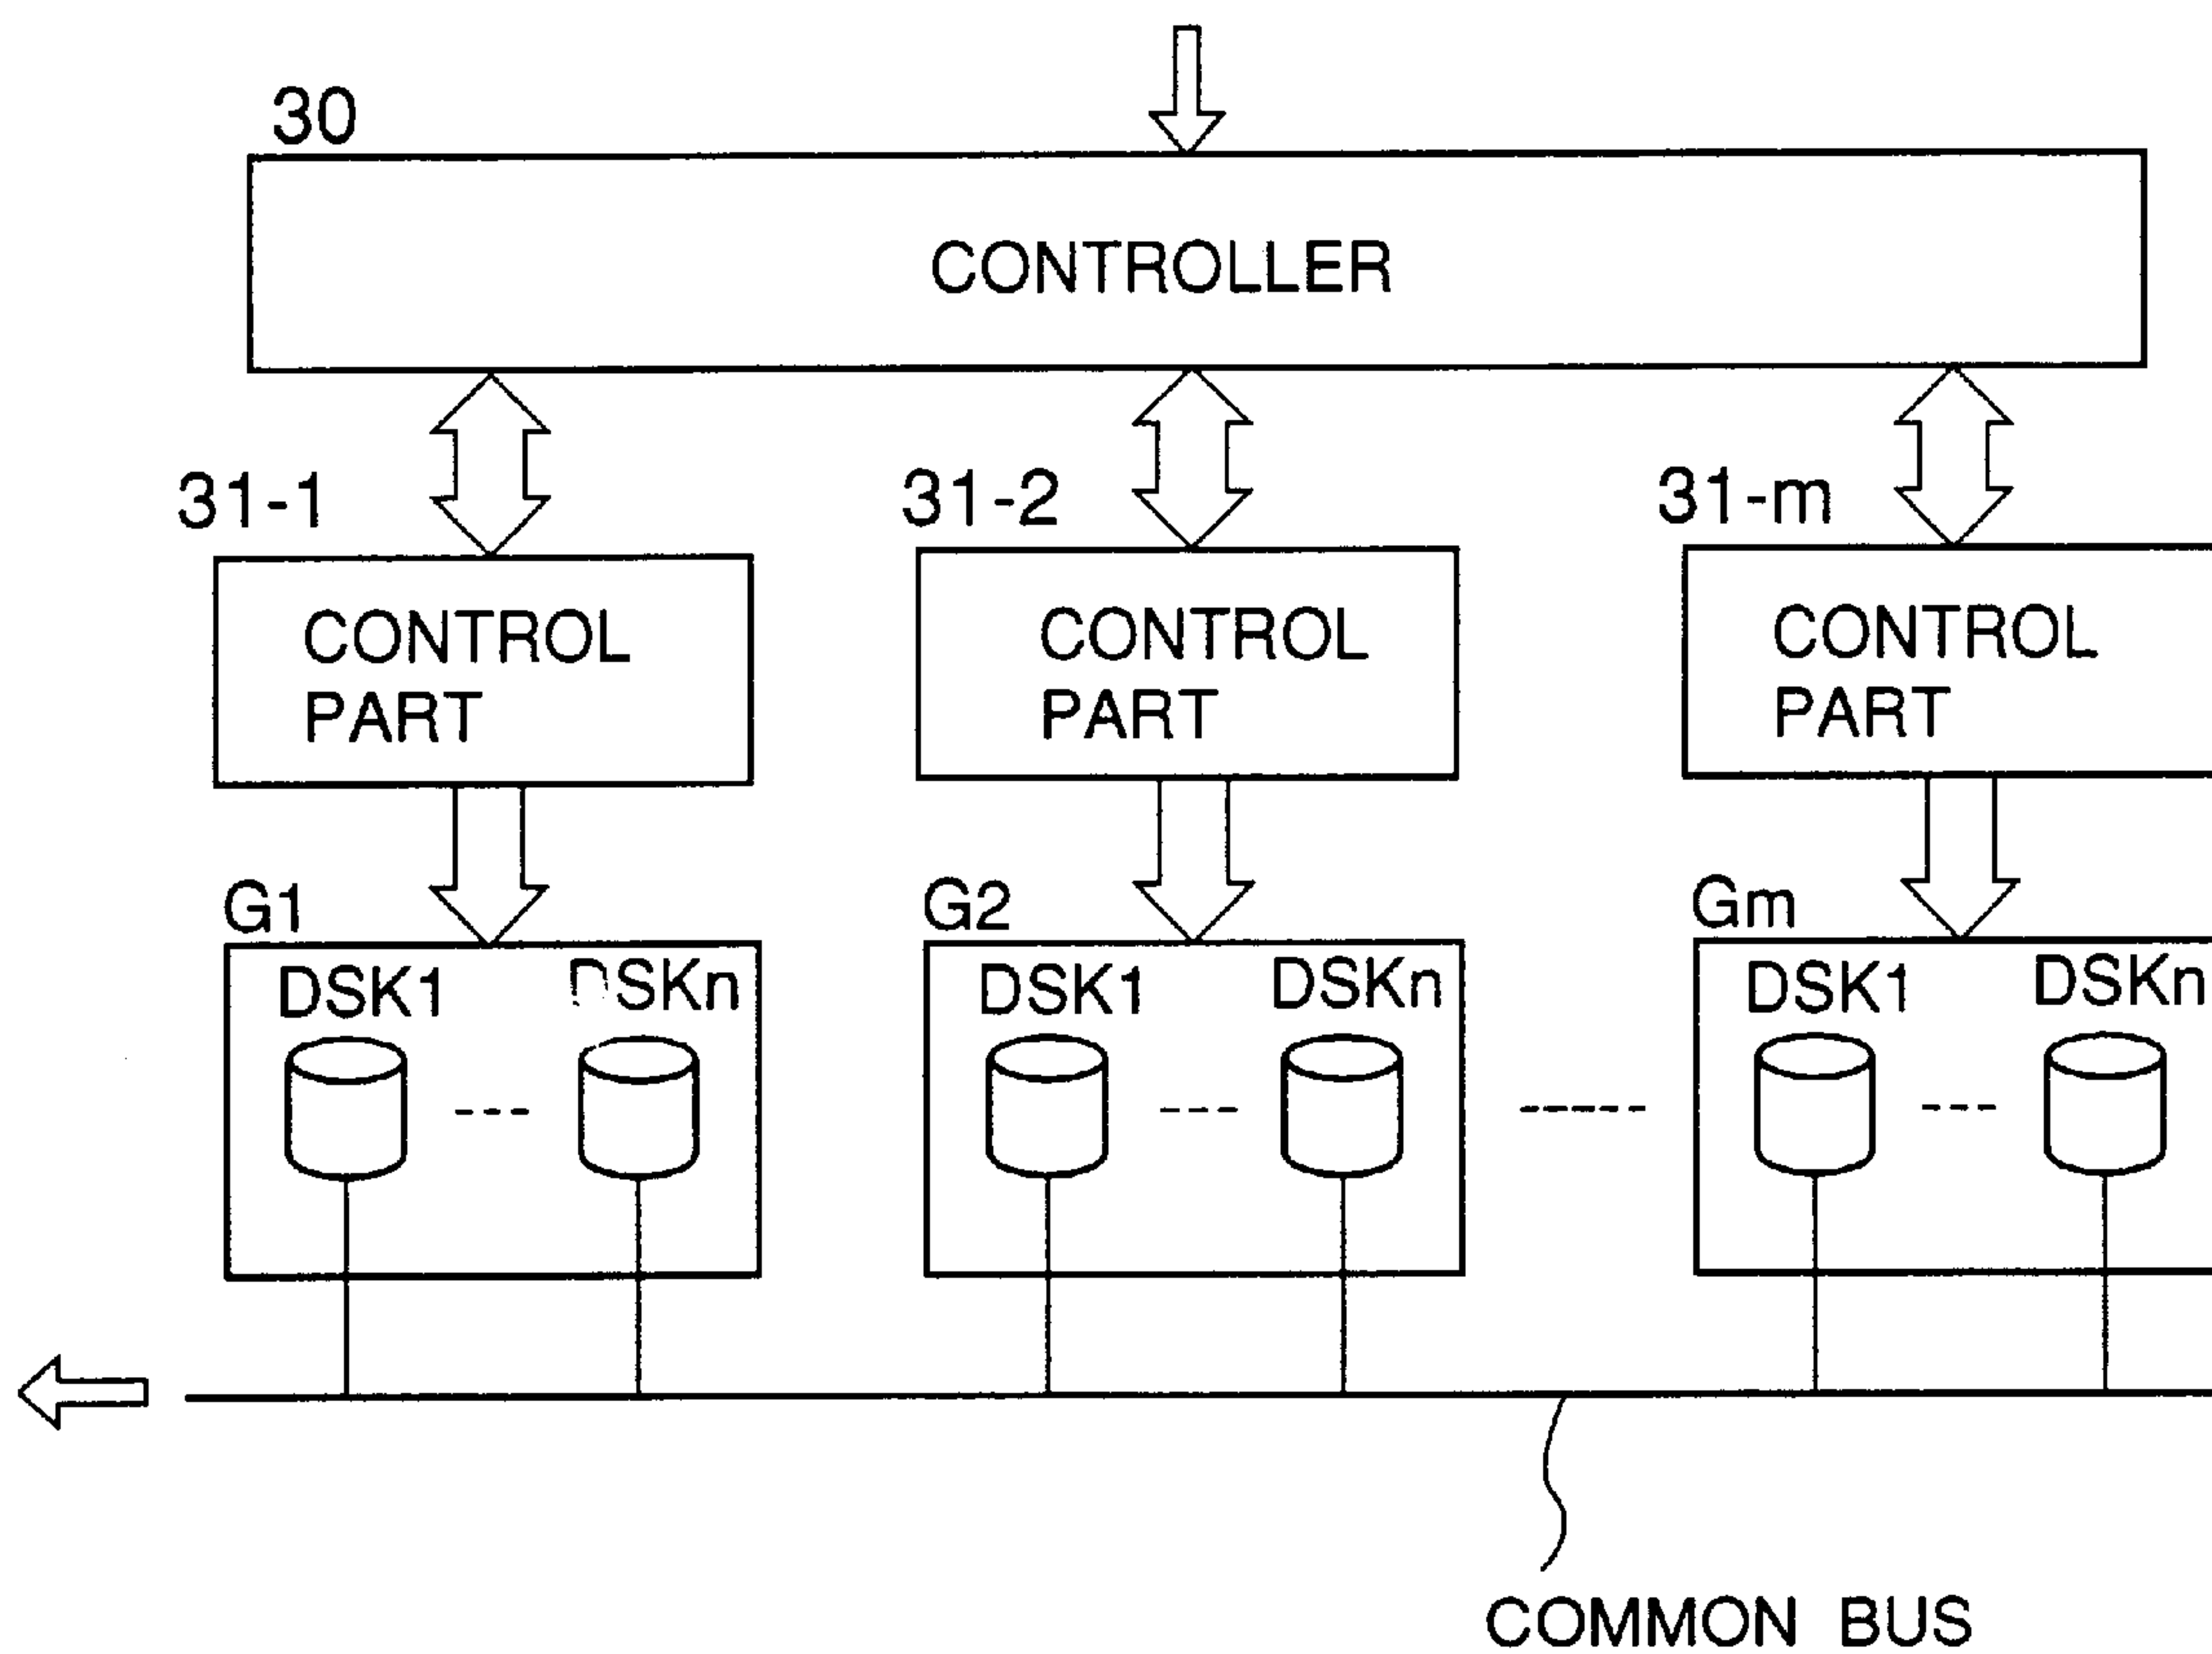 30
CONTROLLER
31-1
31-2
31-m
CONTROL
PART
CONTROL
PART
CONTROL
PART
G1
G2
Gm
DSK1
DSKn
DSK1
DSKn
DSK1
DSKn
COMMON BUS